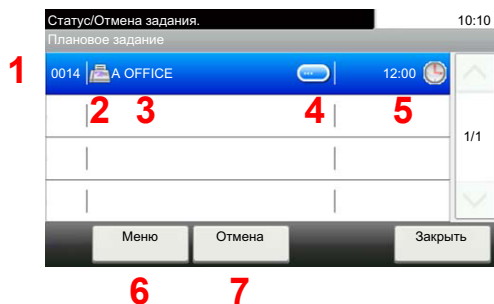 Статус/Отмена задания. 10:10
Плановое задание
1 0014 A OFFICE 12:00
2 3 4 5
1/1
Меню Отмена Закрыть
6 7